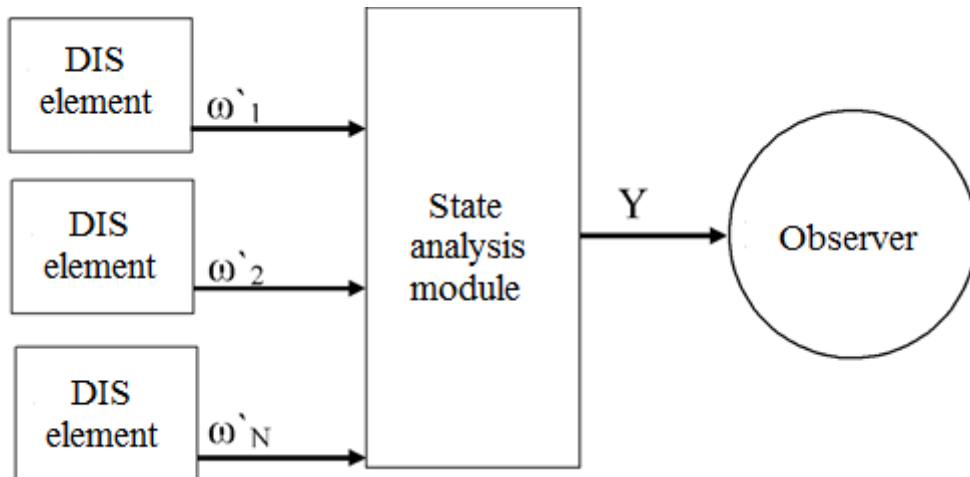 DIS
element
ω`1
DIS
element
ω`2
DIS
element
ω`N
State
analysis
module
Y
Observer